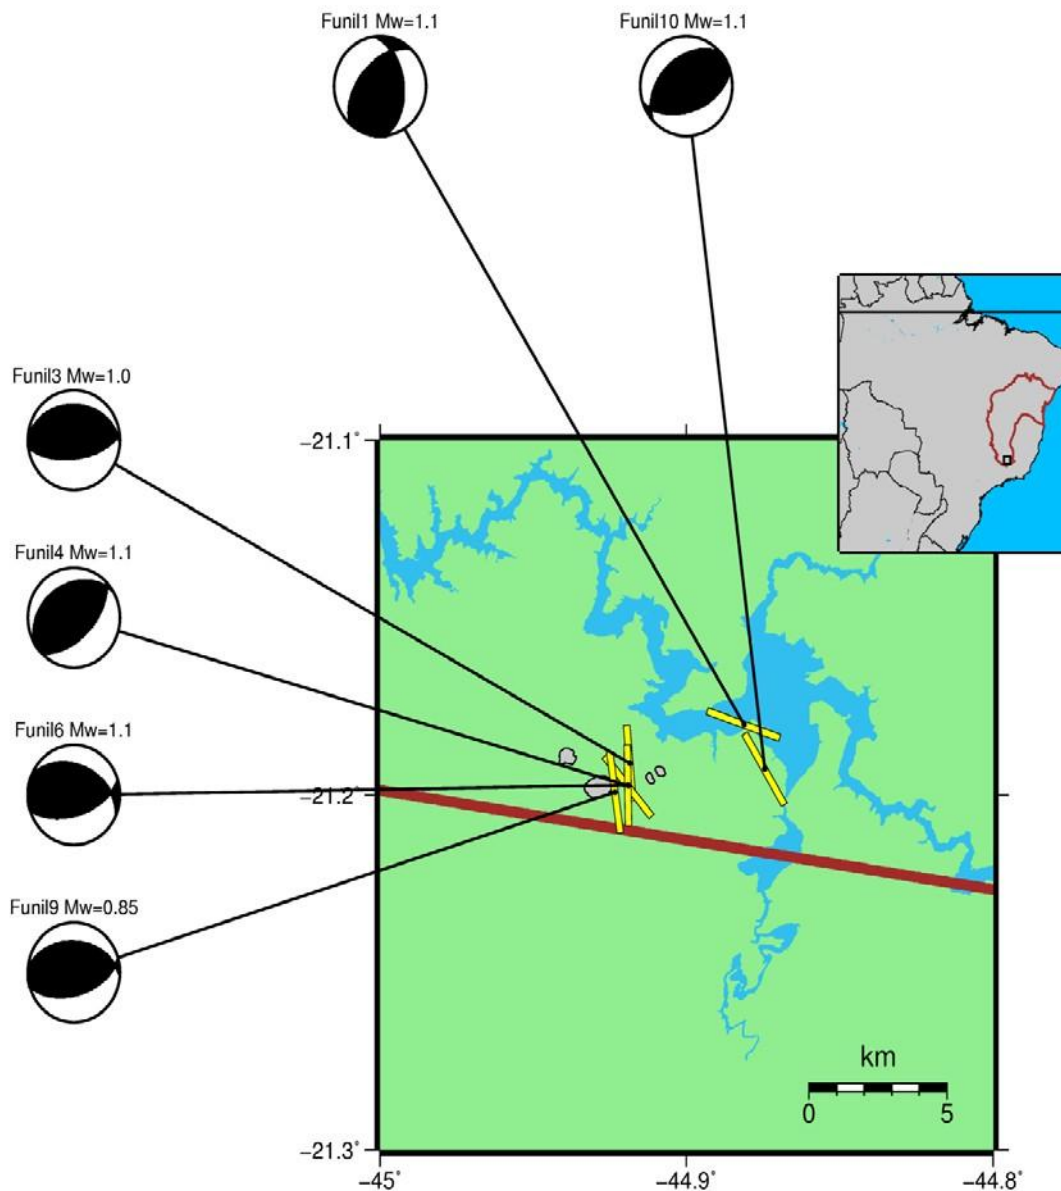 Funil1 Mw=1.1
Funil10 Mw=1.1
Funil3 Mw=1.0
Funil4 Mw=1.1
Funil6 Mw=1.1
Funil9 Mw=0.85
−21.1˚
−21.2˚
−21.3˚
km
0 5
−45˚ −44.9˚ −44.8˚